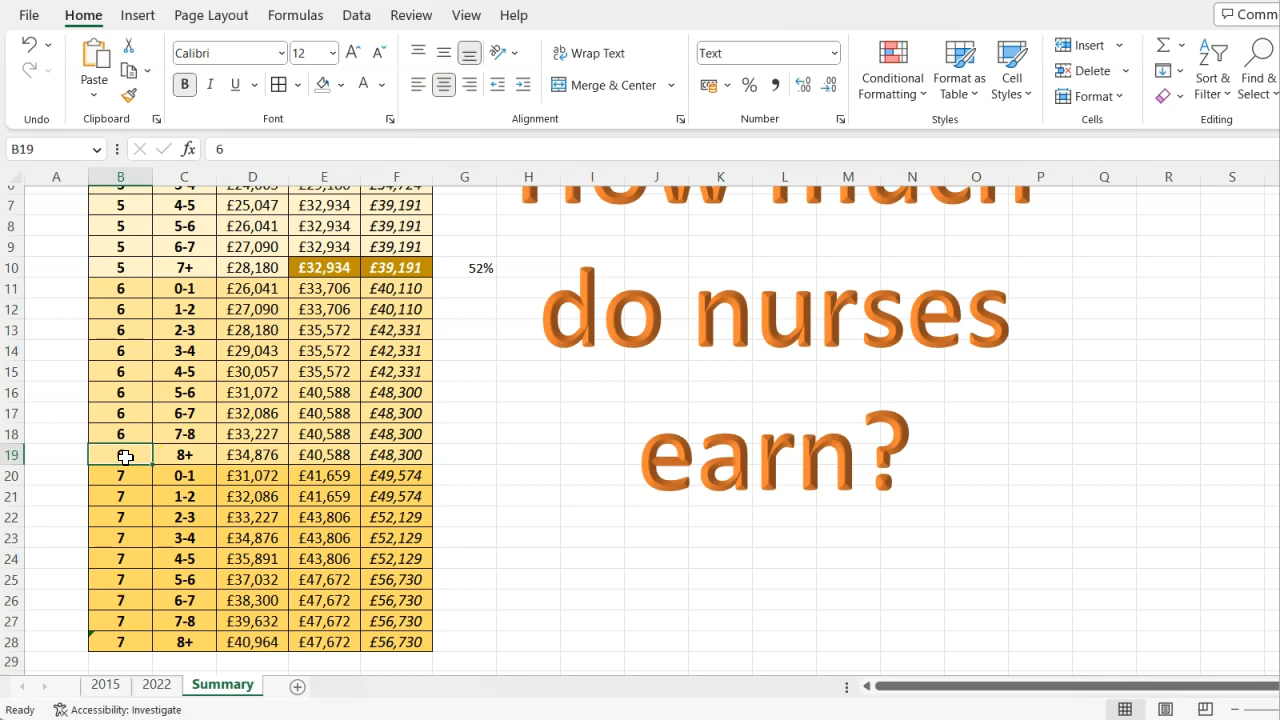 File Home Insert Page Layout Formulas Data Review View Help Comm
Calibri 12 Wrap Text Text Insert
Paste B I U Merge & Center Conditional Formatting Format as Table Cell Styles Delete Sort & Filter Find & Select
Format
Undo Clipboard Font Alignment Number Styles Cells Editing
B19 fx 6
A B C D E F G H I J K L M N O P Q R S
How much
7 5 4-5 £25,047 £32,934 £39,191
8 5 5-6 £26,041 £32,934 £39,191
9 5 6-7 £27,090 £32,934 £39,191
10 5 7+ £28,180 £32,934 £39,191 52%
11 6 0-1 £26,041 £33,706 £40,110
do nurses
12 6 1-2 £27,090 £33,706 £40,110
13 6 2-3 £28,180 £35,572 £42,331
14 6 3-4 £29,043 £35,572 £42,331
15 6 4-5 £30,057 £35,572 £42,331
16 6 5-6 £31,072 £40,588 £48,300
17 6 6-7 £32,086 £40,588 £48,300
18 6 7-8 £33,227 £40,588 £48,300
earn?
19 8+ £34,876 £40,588 £48,300
20 7 0-1 £31,072 £41,659 £49,574
21 7 1-2 £32,086 £41,659 £49,574
22 7 2-3 £33,227 £43,806 £52,129
23 7 3-4 £34,876 £43,806 £52,129
24 7 4-5 £35,891 £43,806 £52,129
25 7 5-6 £37,032 £47,672 £56,730
26 7 6-7 £38,300 £47,672 £56,730
27 7 7-8 £39,632 £47,672 £56,730
28 7 8+ £40,964 £47,672 £56,730
29
2015 2022 Summary
Ready Accessibility: Investigate